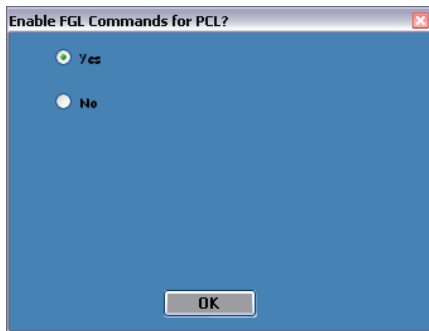 Enable FGL Commands for PCL?
Yes
No
OK